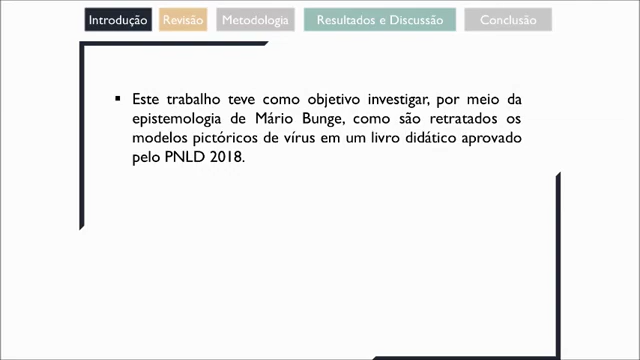 Introdução Revisão Metodologia Resultados e Discussão Conclusão
▪ Este trabalho teve como objetivo investigar, por meio da
epistemologia de Mário Bunge, como são retratados os
modelos pictóricos de vírus em um livro didático aprovado
pelo PNLD 2018.